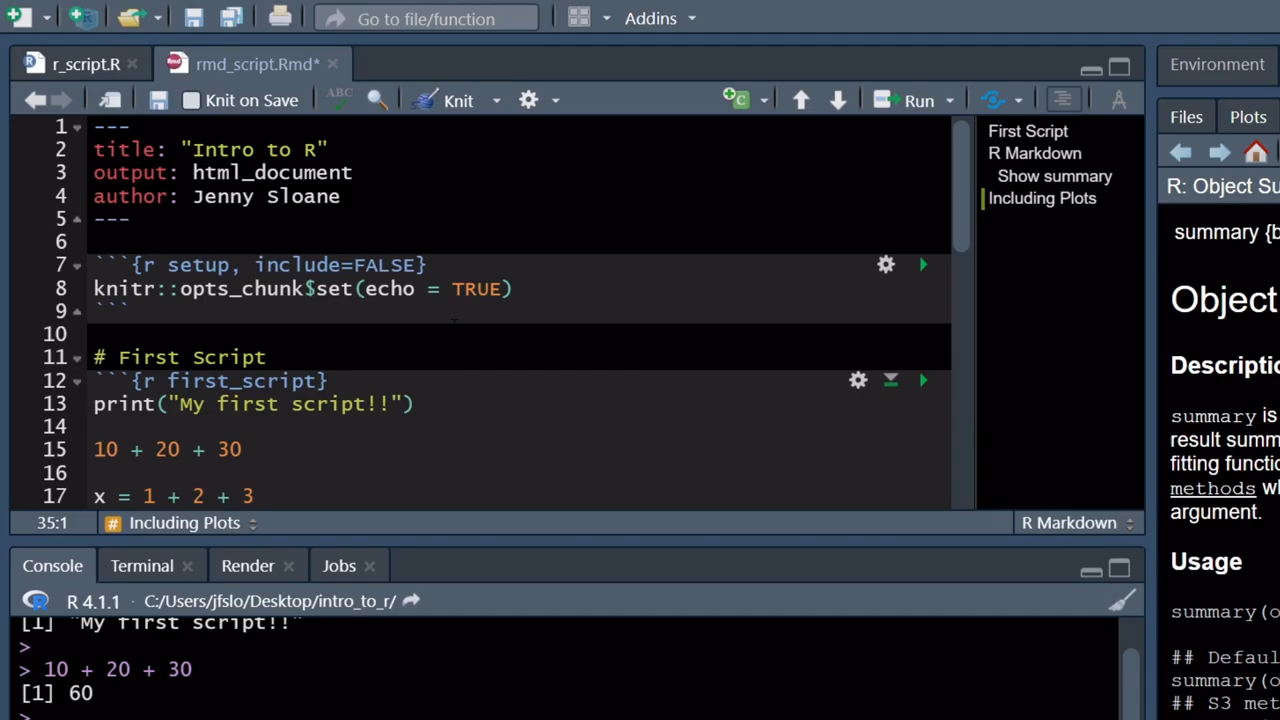 Go to file/function
Addins
r_script.R
rmd_script.Rmd*
Environment
Knit on Save
ABC
Knit
Run
Files
Plots
1 ---
2 title: "Intro to R"
3 output: html_document
4 author: Jenny Sloane
5 ---
6
7 ```{r setup, include=FALSE}
8 knitr::opts_chunk$set(echo = TRUE)
9 ```
10
11 # First Script
12 ```{r first_script}
13 print("My first script!!")
14
15 10 + 20 + 30
16
17 x = 1 + 2 + 3
First Script
R Markdown
Show summary
Including Plots
35:1
Including Plots
R Markdown
R: Object Su
summary {b
Object
Descriptio
summary is
result summ
fitting functio
methods w
argument.
Usage
summary(o
## Defau
summary(o
## S3 met
Console
Terminal
Render
Jobs
R 4.1.1
C:/Users/jfslo/Desktop/intro_to_r/
[1] "My first script!!"
>
> 10 + 20 + 30
[1] 60
>